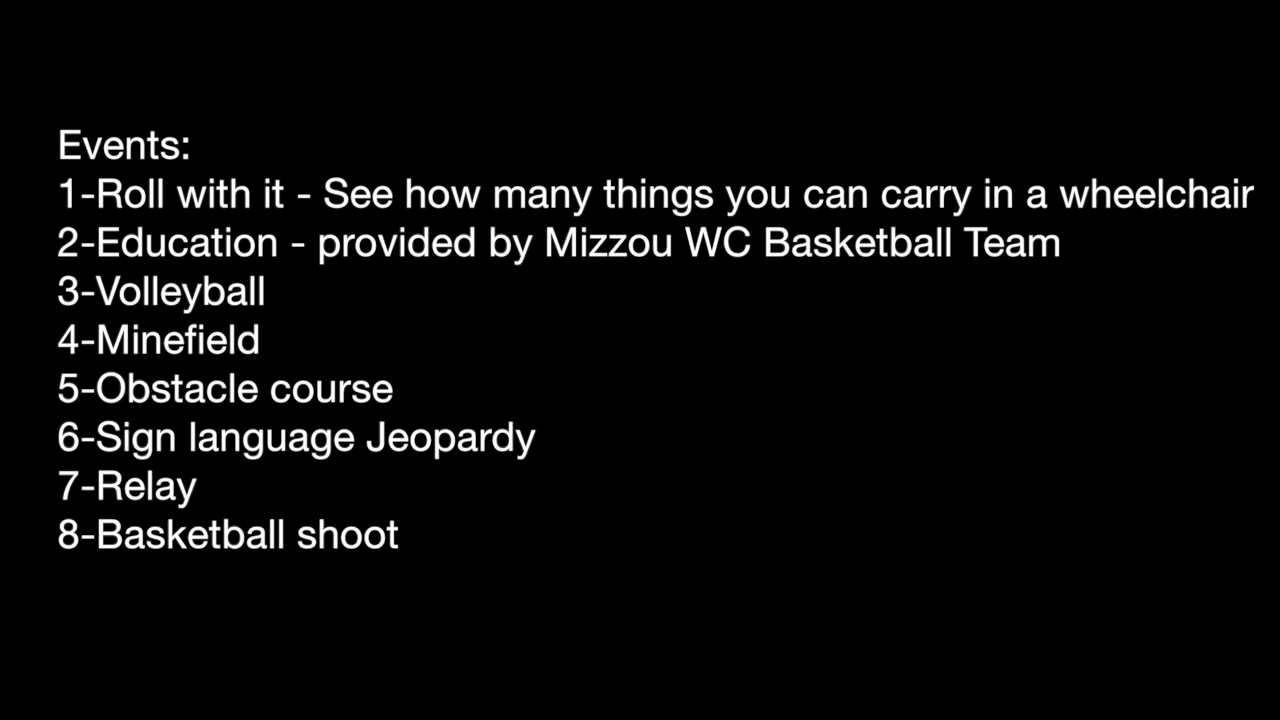 Events:
1-Roll with it - See how many things you can carry in a wheelchair
2-Education - provided by Mizzou WC Basketball Team
3-Volleyball
4-Minefield
5-Obstacle course
6-Sign language Jeopardy
7-Relay
8-Basketball shoot